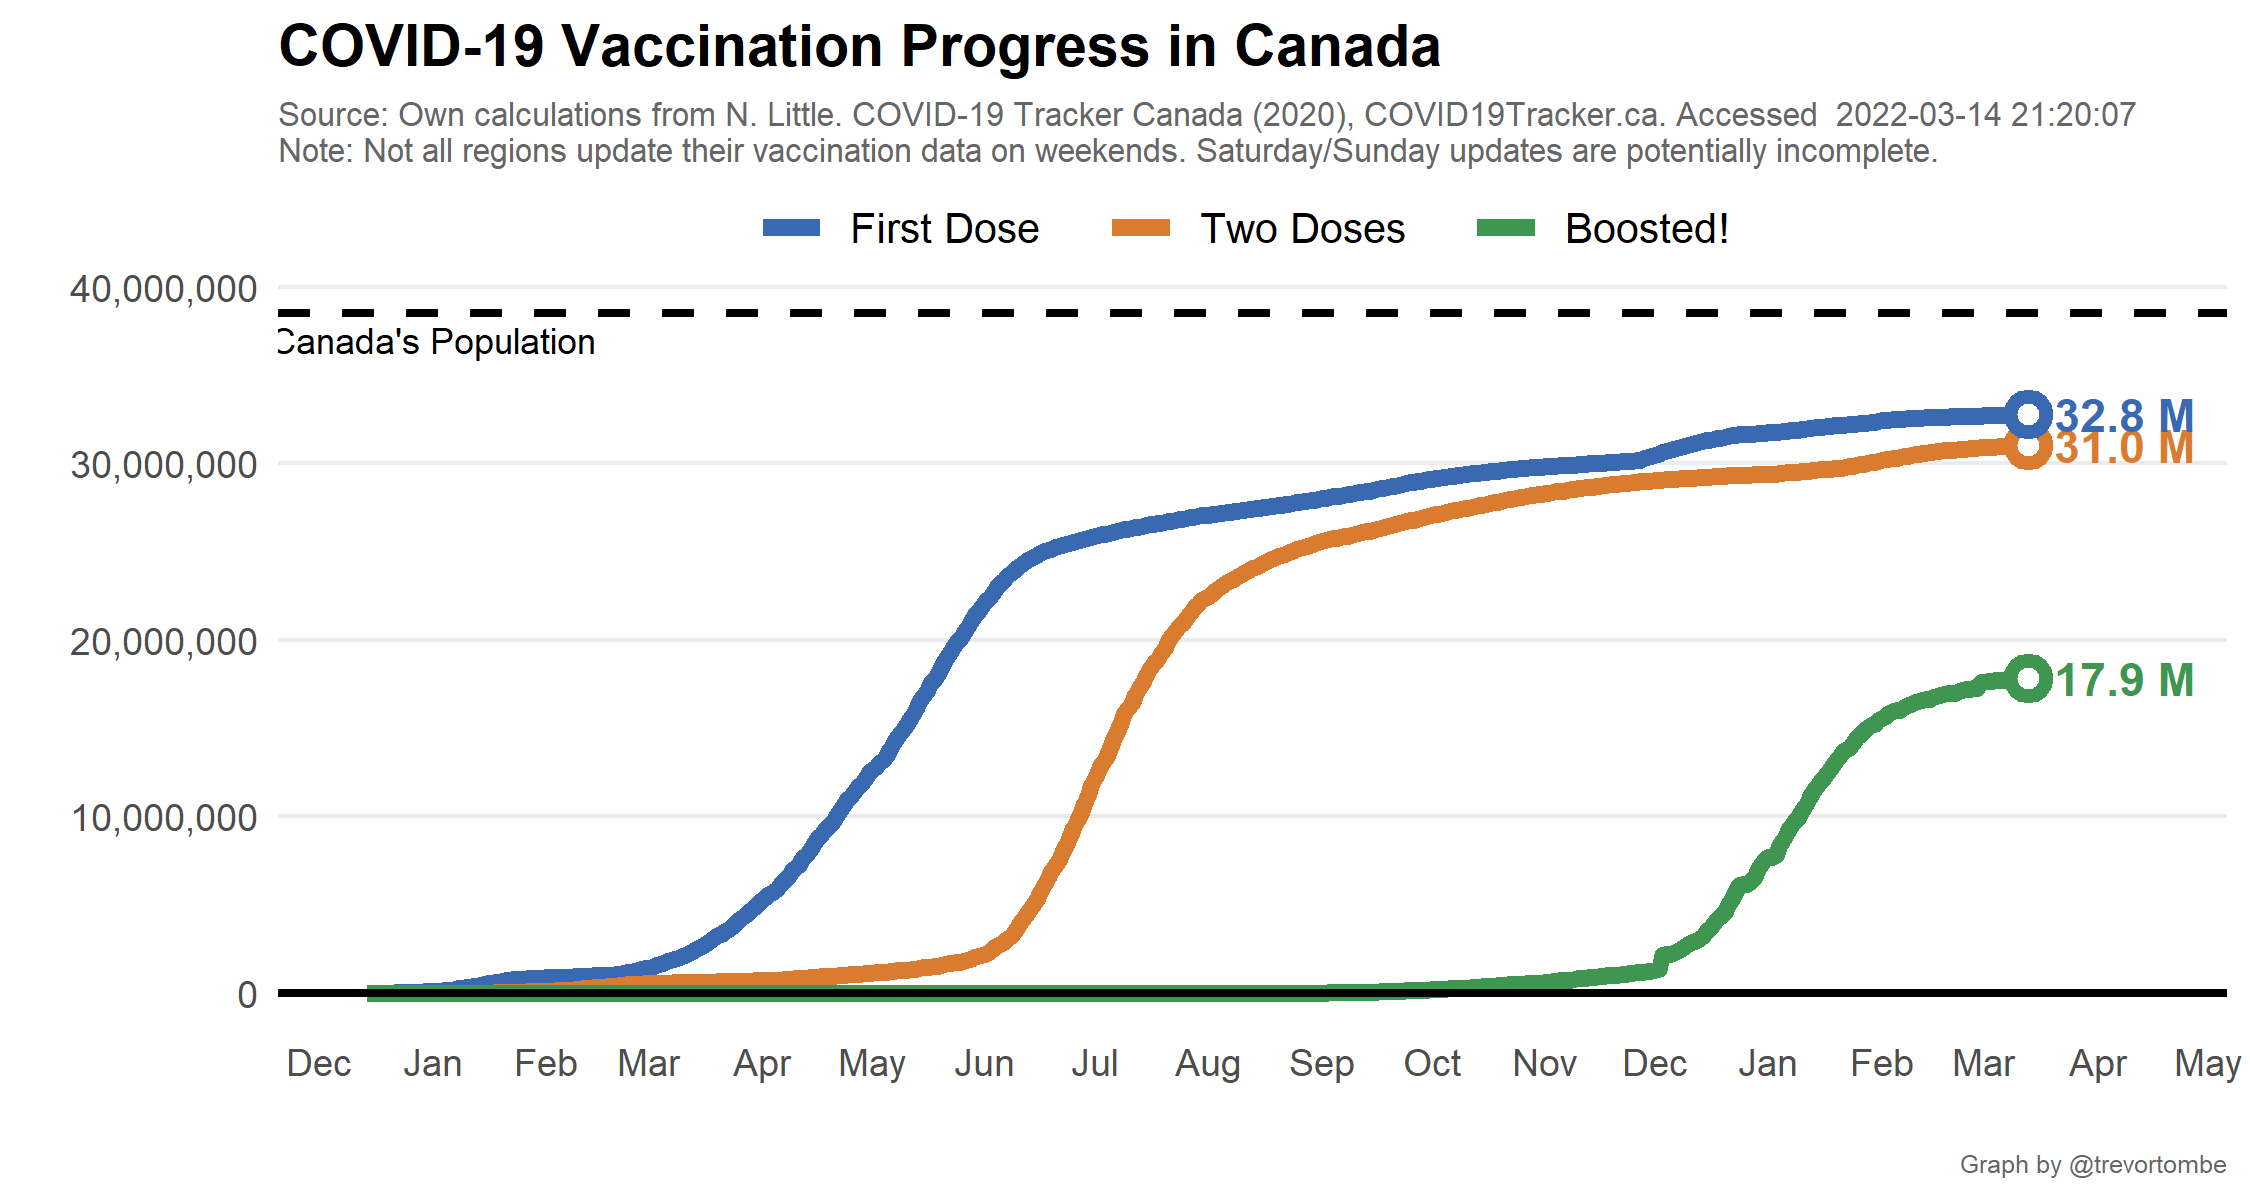 COVID-19 Vaccination Progress in Canada
Source: Own calculations from N. Little. COVID-19 Tracker Canada (2020), COVID19Tracker.ca. Accessed  2022-03-14 21:20:07
Note: Not all regions update their vaccination data on weekends. Saturday/Sunday updates are potentially incomplete.
First Dose Two Doses Boosted!
40,000,000
Canada's Population
32.8 M
31.0 M
30,000,000
20,000,000
17.9 M
10,000,000
0
Dec Jan Feb Mar Apr May Jun Jul Aug Sep Oct Nov Dec Jan Feb Mar Apr May
Graph by @trevortombe